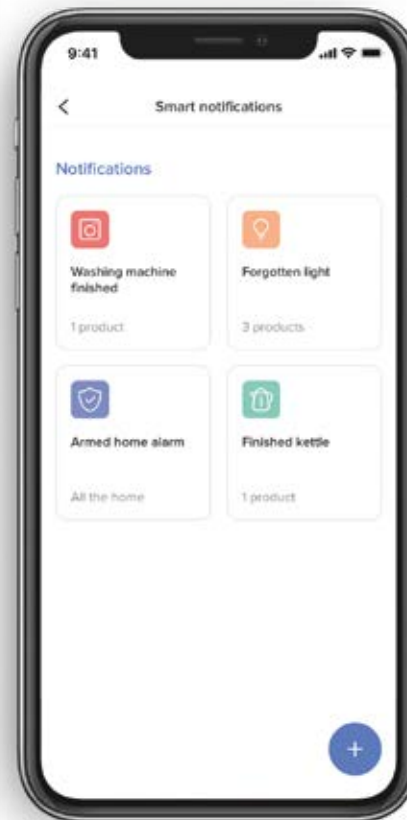 9:41
Smart notifications
Notifications
Washing machine
finished
1 product
Forgotten light
3 products
Armed home alarm
All the home
Finished kettle
1 product